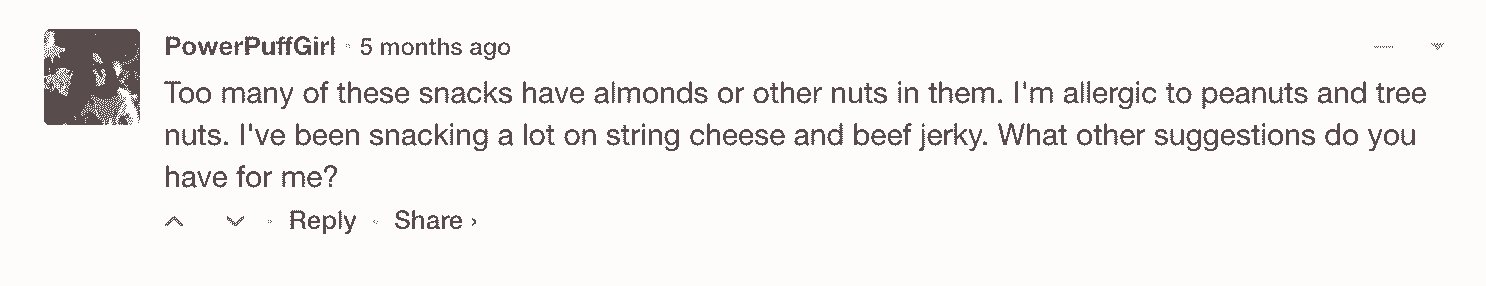 PowerPuffGirl • 5 months ago
Too many of these snacks have almonds or other nuts in them. I'm allergic to peanuts and tree
nuts. I've been snacking a lot on string cheese and beef jerky. What other suggestions do you
have for me?
• Reply • Share ›